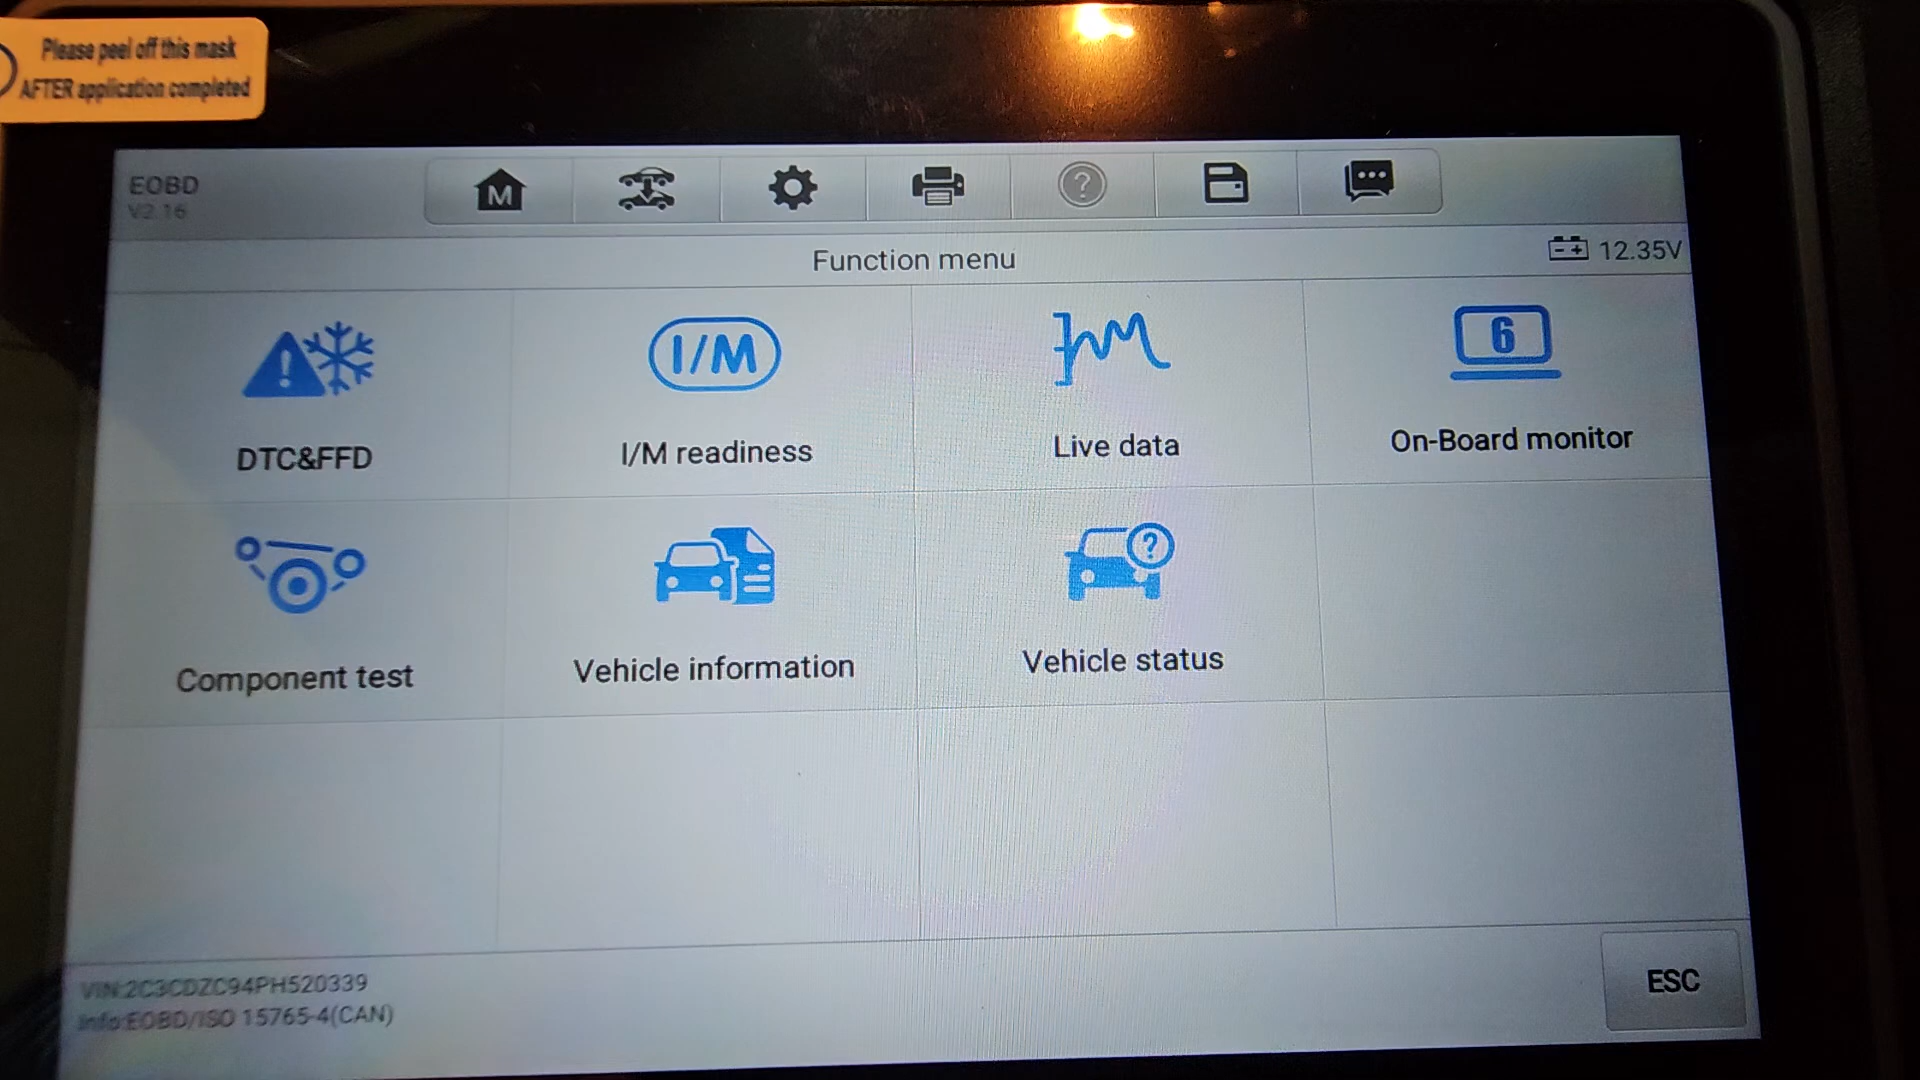 Please peel off this mask
AFTER application completed
EOBD
V2.16
M
?
Function menu
12.35V
!
I/M
6
DTC&FFD
I/M readiness
Live data
On-Board monitor
?
Component test
Vehicle information
Vehicle status
VIN:2C3CDZC94PH520339
Info:EOBD/ISO 15765-4(CAN)
ESC